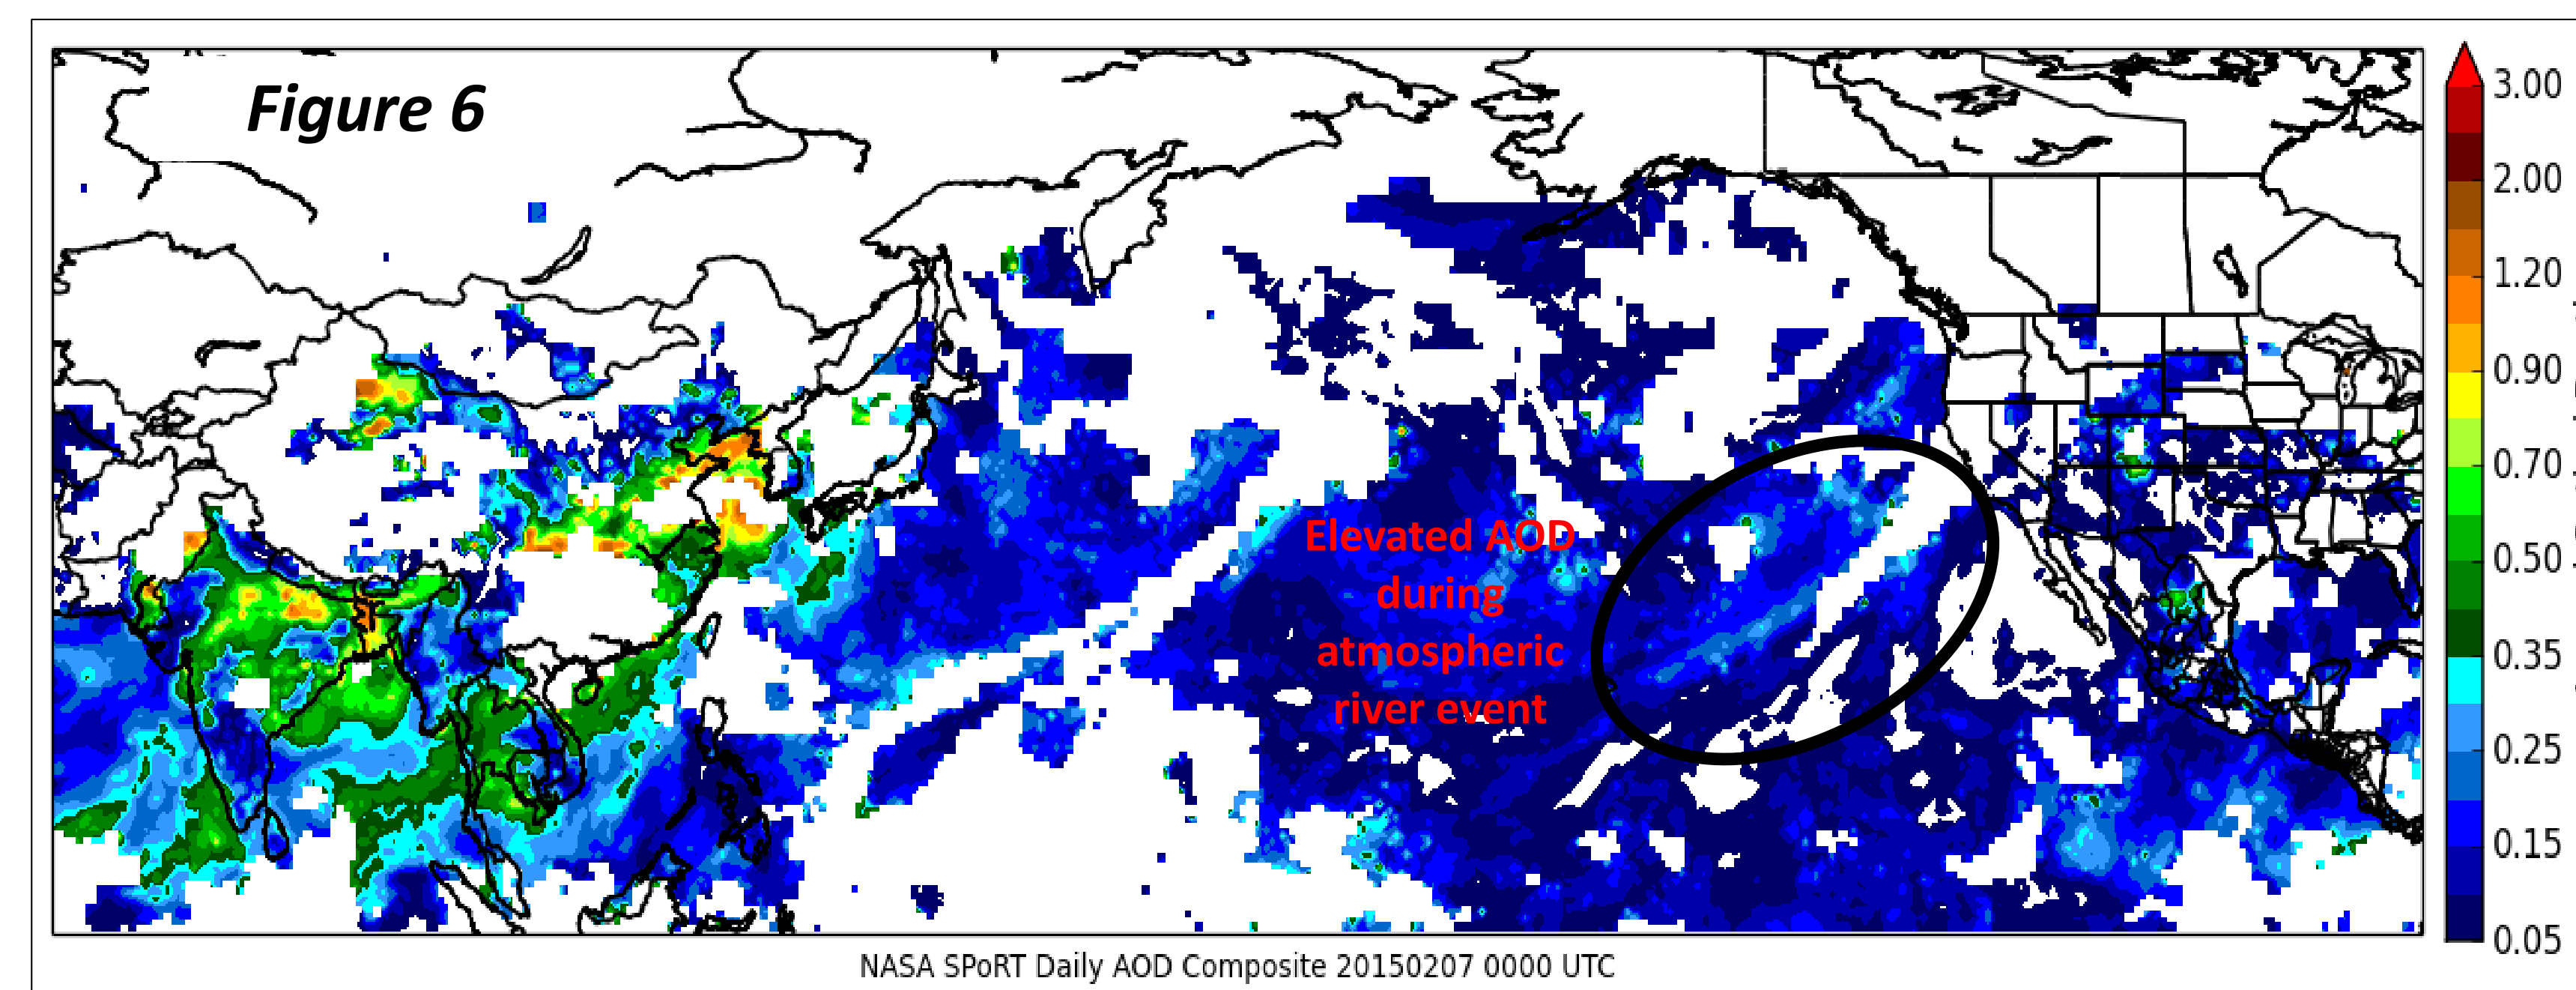 Figure 6
3.00
2.00
1.20
0.90
0.70
0.50
0.35
0.25
0.15
0.05
Elevated AOD
during
atmospheric
river event
NASA SPoRT Daily AOD Composite 20150207 0000 UTC